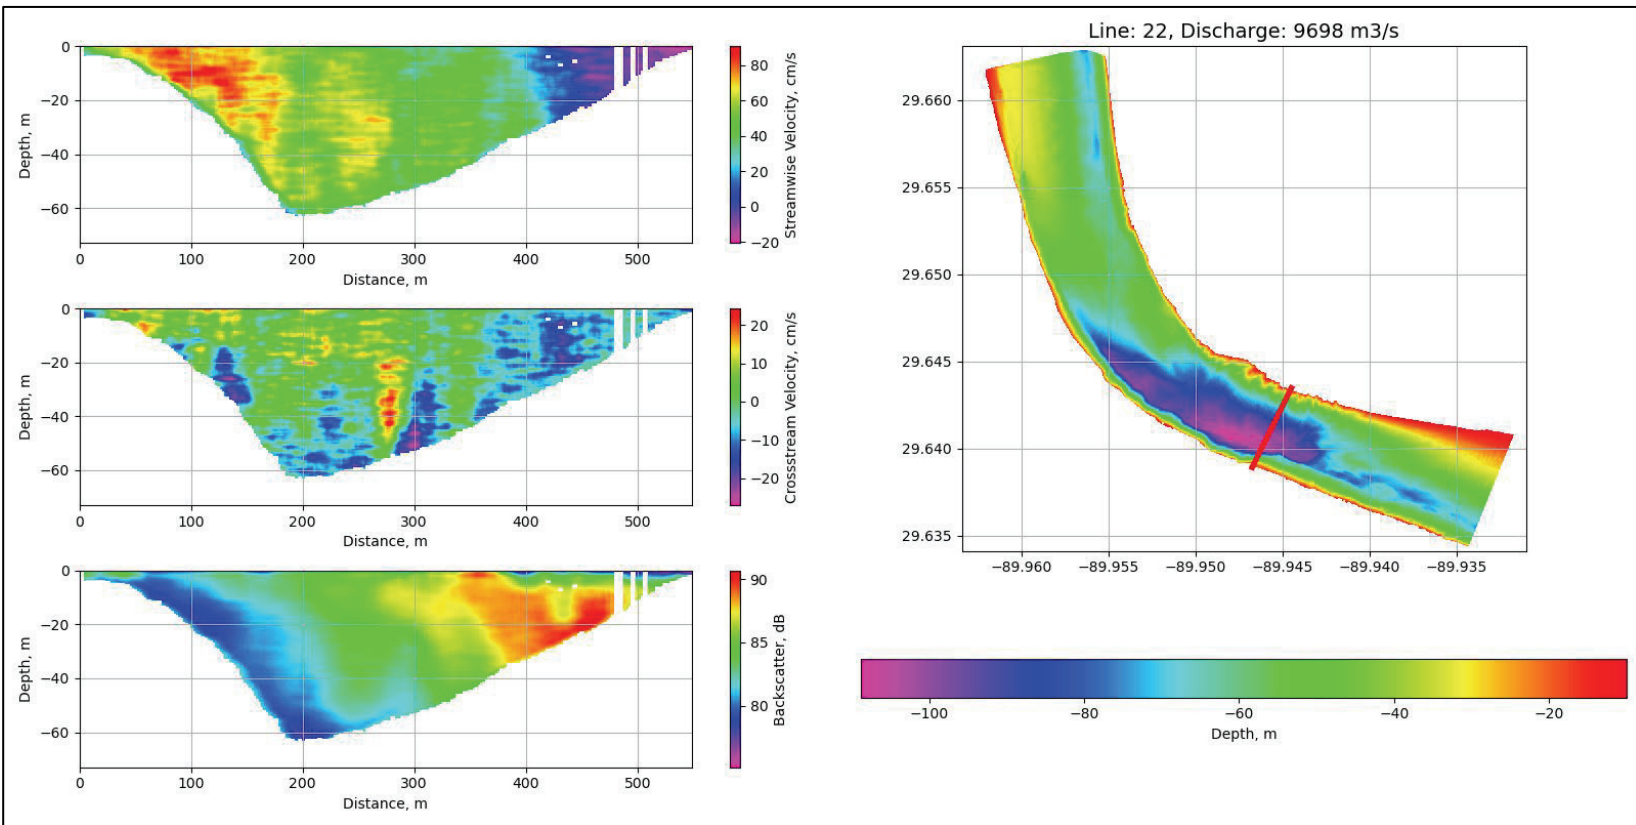 Line: 22, Discharge: 9698 m3/s
0
−20
−40
−60
Depth, m
0 100 200 300 400 500
Distance, m
80
60
40
20
0
−20
Streamwise Velocity, cm/s
0
−20
−40
−60
Depth, m
0 100 200 300 400 500
Distance, m
20
10
0
−10
−20
Crossstream Velocity, cm/s
0
−20
−40
−60
Depth, m
0 100 200 300 400 500
Distance, m
90
85
80
Backscatter, dB
29.660
29.655
29.650
29.645
29.640
29.635
−89.960 −89.955 −89.950 −89.945 −89.940 −89.935
−100 −80 −60 −40 −20
Depth, m